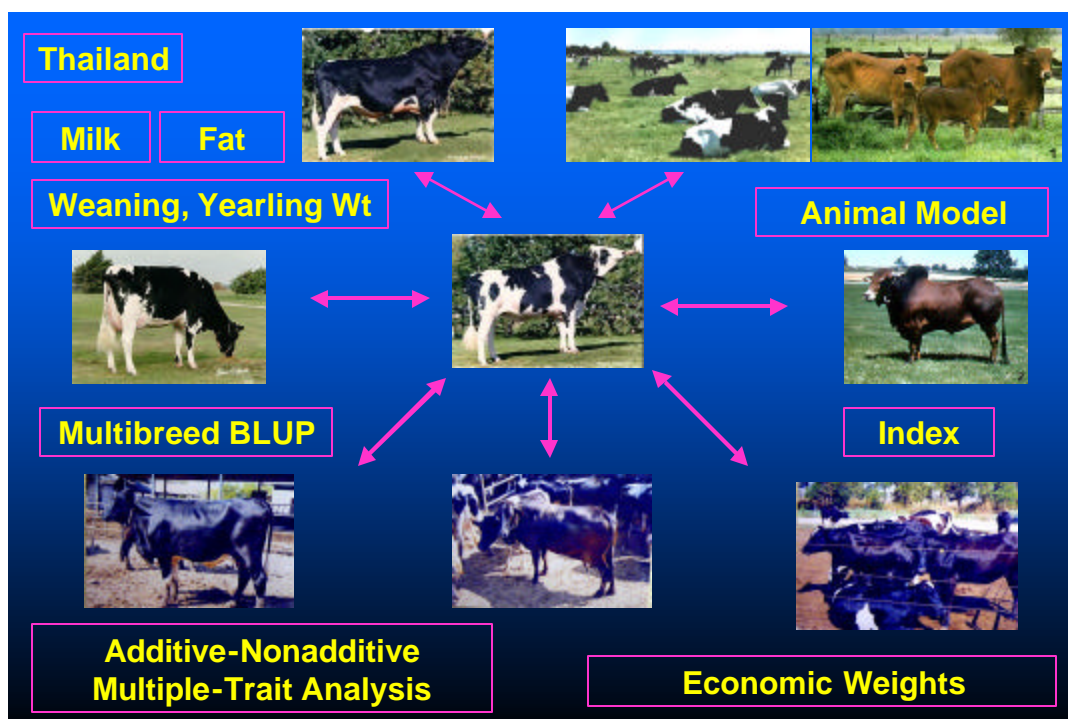 Thailand
Milk
Fat
Weaning, Yearling Wt
Animal Model
Multibreed BLUP
Index
Additive-Nonadditive
Multiple-Trait Analysis
Economic Weights